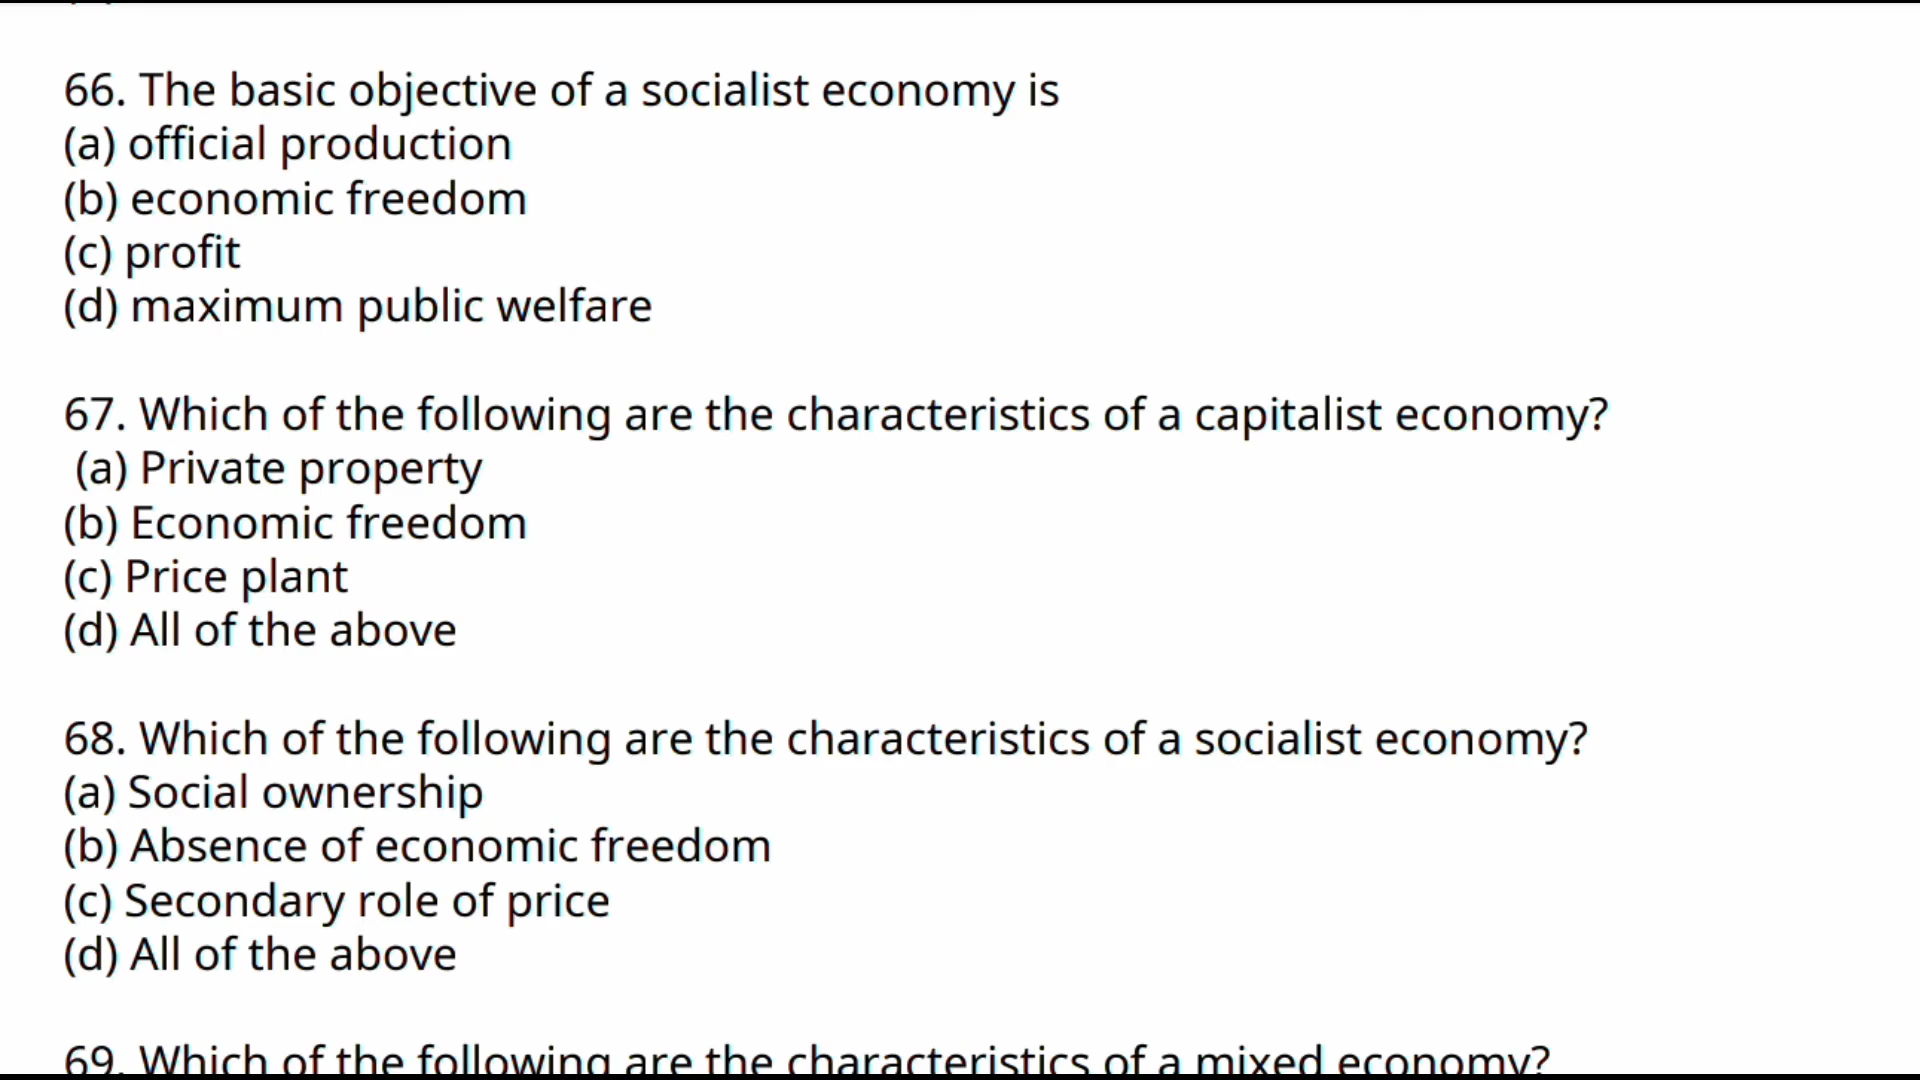 66. The basic objective of a socialist economy is
(a) official production
(b) economic freedom
(c) profit
(d) maximum public welfare
67. Which of the following are the characteristics of a capitalist economy?
(a) Private property
(b) Economic freedom
(c) Price plant
(d) All of the above
68. Which of the following are the characteristics of a socialist economy?
(a) Social ownership
(b) Absence of economic freedom
(c) Secondary role of price
(d) All of the above
69. Which of the following are the characteristics of a mixed economy?